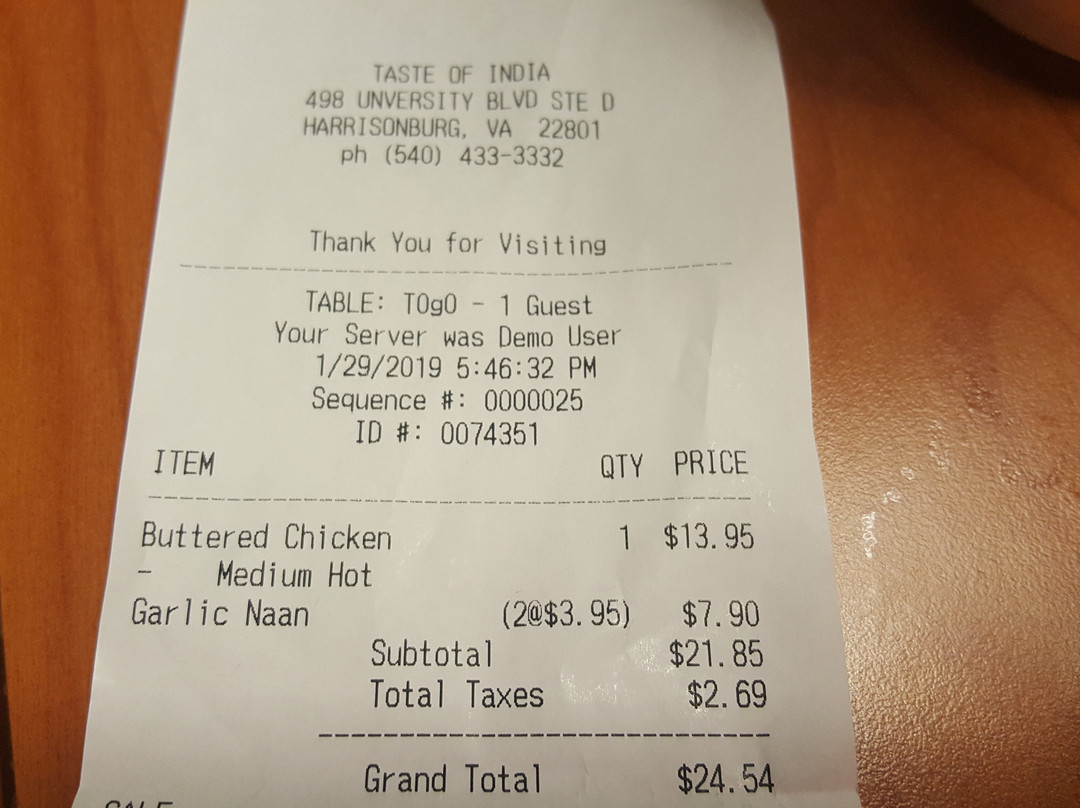 TASTE OF INDIA
498 UNVERSITY BLVD STE D
HARRISONBURG, VA 22801
ph (540) 433-3332
Thank You for Visiting
TABLE: TOgO - 1 Guest
Your Server was Demo User
1/29/2019 5:46:32 PM
Sequence #: 0000025
ID #: 0074351
ITEM QTY PRICE
Buttered Chicken 1 $13.95
- Medium Hot
Garlic Naan (2@$3.95) $7.90
Subtotal $21.85
Total Taxes $2.69
Grand Total $24.54